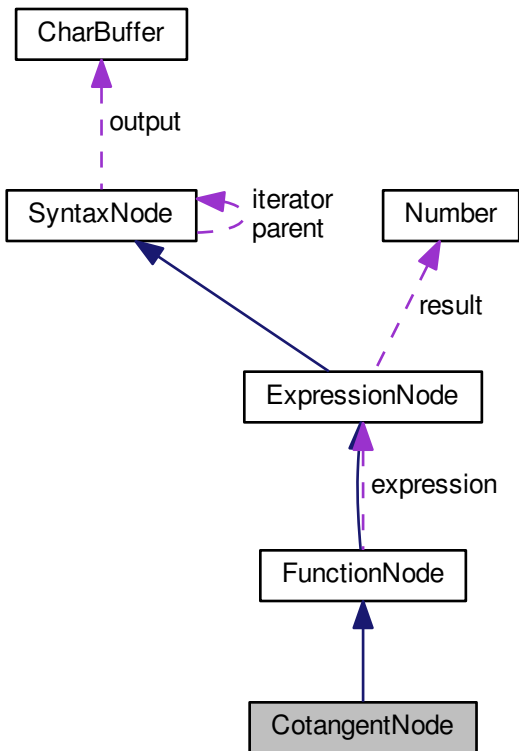 CharBuffer
output
SyntaxNode
iterator
parent
Number
result
ExpressionNode
expression
FunctionNode
CotangentNode